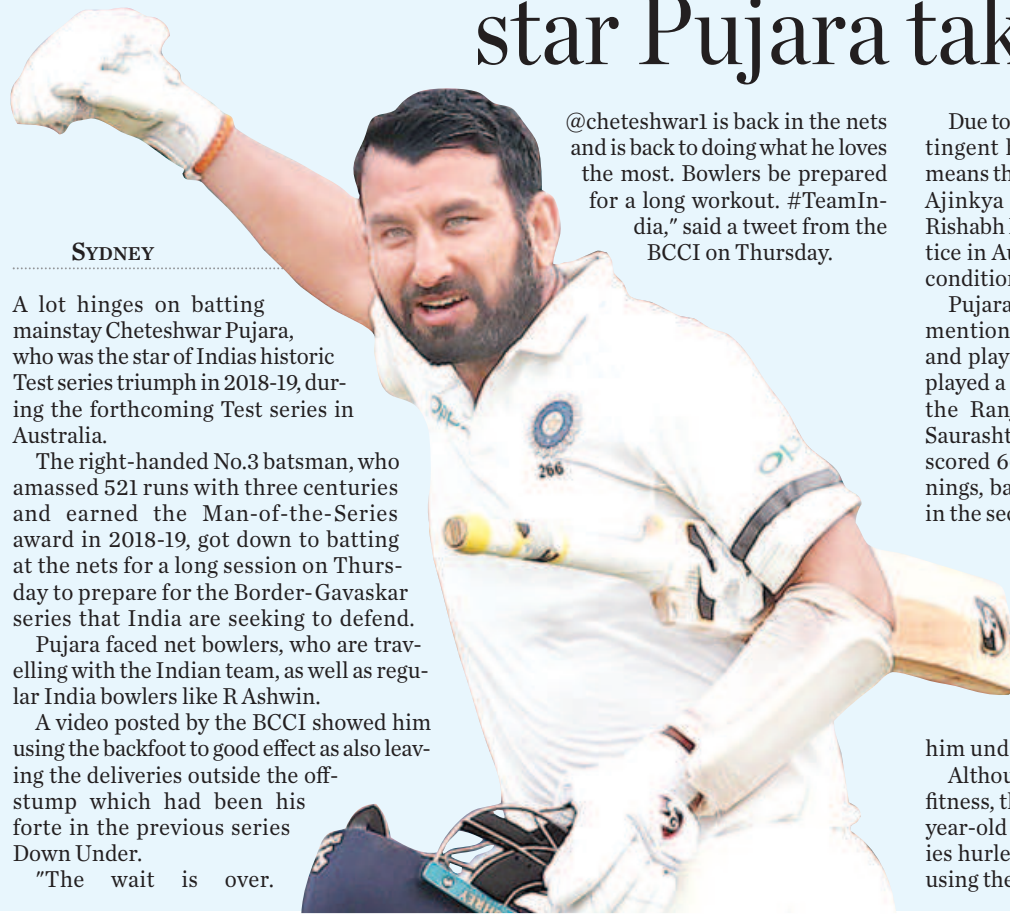 star Pujara tak
SYDNEY
A lot hinges on batting
mainstay Cheteshwar Pujara,
who was the star of Indias historic
Test series triumph in 2018-19, dur-
ing the forthcoming Test series in
Australia.
The right-handed No.3 batsman, who
amassed 521 runs with three centuries
and earned the Man-of-the-Series
award in 2018-19, got down to batting
at the nets for a long session on Thurs-
day to prepare for the Border-Gavaskar
series that India are seeking to defend.
Pujara faced net bowlers, who are trav-
elling with the Indian team, as well as regu-
lar India bowlers like R Ashwin.
A video posted by the BCCI showed him
using the backfoot to good effect as also leav-
ing the deliveries outside the off-
stump which had been his
forte in the previous series
Down Under.
"The wait is over.
@cheteshwar1 is back in the nets
and is back to doing what he loves
the most. Bowlers be prepared
for a long workout. #TeamIn-
dia," said a tweet from the
BCCI on Thursday.
Due to
tingent
means th
Ajinkya
Rishabh
tice in Au
condition
Pujara
mention
and play
played a
the Ran
Saurasht
scored 6
nings, ba
in the sec
him und
Althou
fitness, t
year-old
ies hurle
using the
oppo
266